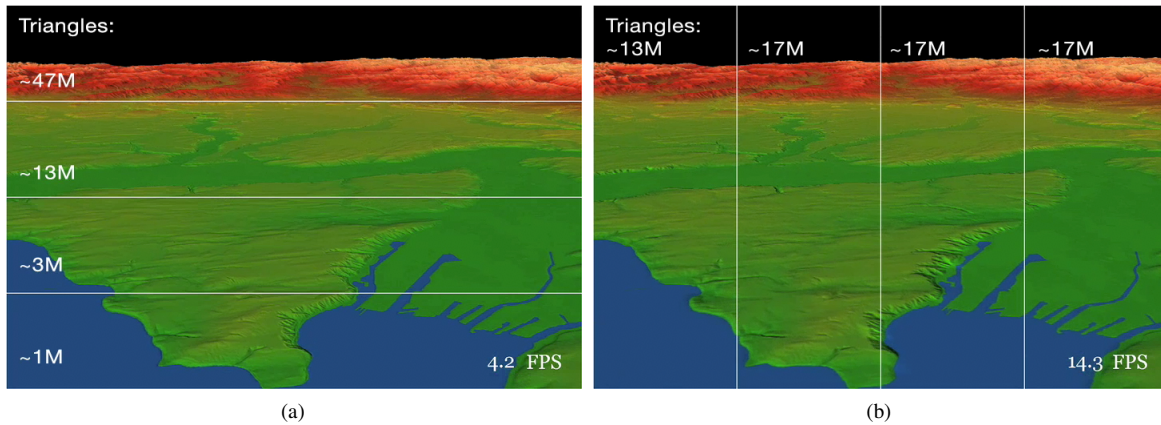 Triangles:
~47M
~13M
~3M
~1M
4.2 FPS
(a)
Triangles:
~13M ~17M ~17M ~17M
14.3 FPS
(b)